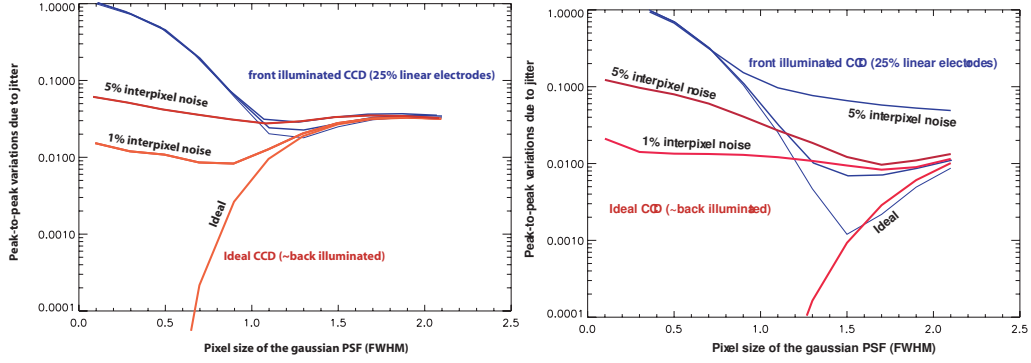 Peak-to-peak variations due to jitter
1.0000
0.1000
0.0100
0.0010
0.0001
front illuminated CCD (25% linear electrodes)
5% interpixel noise
1% interpixel noise
Ideal
Ideal CCD (~back illuminated)
0.0
0.5
1.0
1.5
2.0
2.5
Pixel size of the gaussian PSF (FWHM)
Peak-to-peak variations due to jitter
1.0000
0.1000
0.0100
0.0010
0.0001
front illuminated CCD (25% linear electrodes)
5% interpixel noise
5% interpixel noise
1% interpixel noise
Ideal CCD (~back illuminated)
Ideal
0.0
0.5
1.0
1.5
2.0
2.5
Pixel size of the gaussian PSF (FWHM)